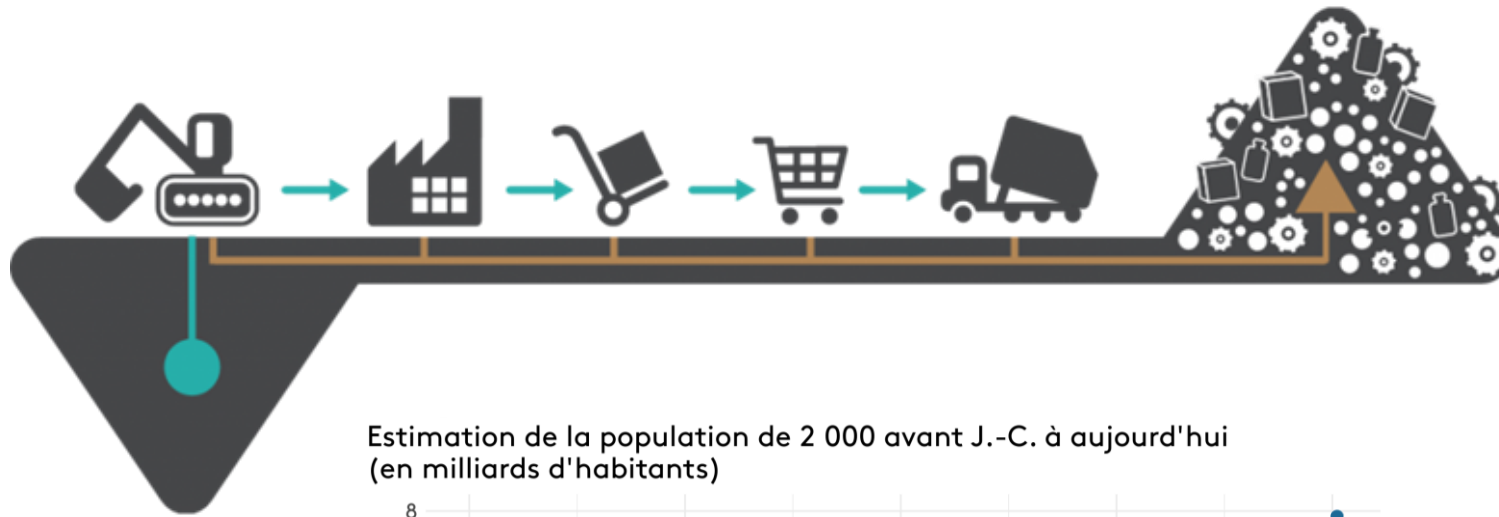 Estimation de la population de 2 000 avant J.-C. à aujourd'hui
(en milliards d'habitants)
8